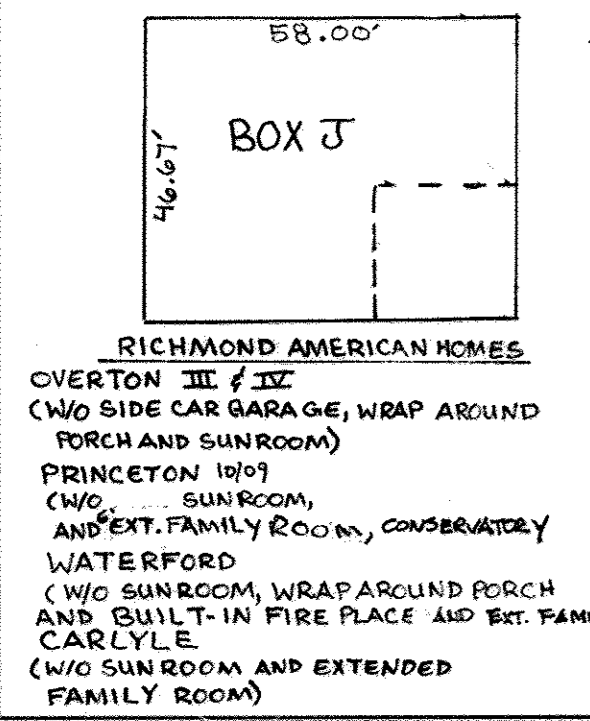 58.00'
BOX J
46.67'
RICHMOND AMERICAN HOMES
OVERTON III & IV
(W/O SIDE CAR GARAGE, WRAP AROUND
PORCH AND SUNROOM)
PRINCETON 10/09
(W/O SUNROOM,
AND 6' EXT. FAMILY ROOM, CONSERVATORY
WATERFORD
(W/O SUNROOM, WRAP AROUND PORCH
AND BUILT-IN FIRE PLACE AND EXT. FAMI
CARLYLE
(W/O SUNROOM AND EXTENDED
FAMILY ROOM)